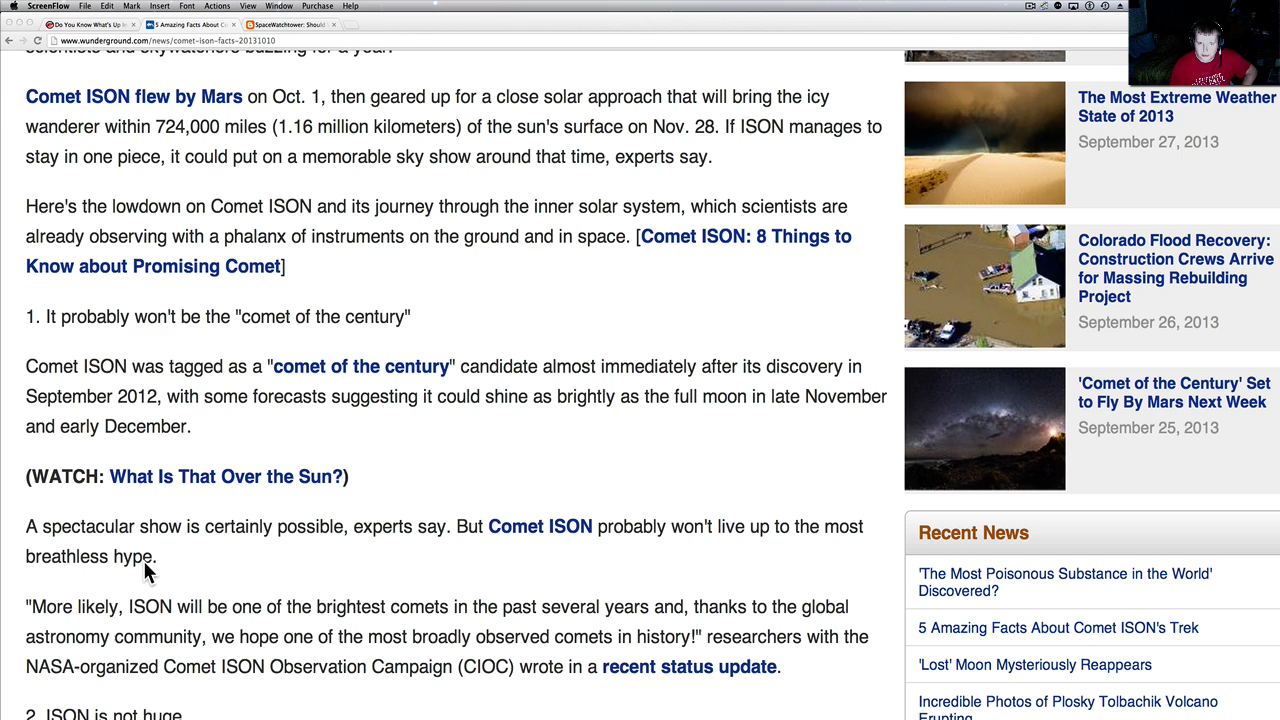 ScreenFlow File Edit Mark Insert Font Actions View Window Purchase Help
Do You Know What's Up 5 Amazing Facts About C SpaceWatchtower: Should
www.wunderground.com/news/comet-ison-facts-20131010
scientists and skywatchers buzzing for a year.
Comet ISON flew by Mars on Oct. 1, then geared up for a close solar approach that will bring the icy
wanderer within 724,000 miles (1.16 million kilometers) of the sun's surface on Nov. 28. If ISON manages to
stay in one piece, it could put on a memorable sky show around that time, experts say.
Here's the lowdown on Comet ISON and its journey through the inner solar system, which scientists are
already observing with a phalanx of instruments on the ground and in space. [Comet ISON: 8 Things to
Know about Promising Comet]
1. It probably won't be the "comet of the century"
Comet ISON was tagged as a "comet of the century" candidate almost immediately after its discovery in
September 2012, with some forecasts suggesting it could shine as brightly as the full moon in late November
and early December.
(WATCH: What Is That Over the Sun?)
A spectacular show is certainly possible, experts say. But Comet ISON probably won't live up to the most
breathless hype.
"More likely, ISON will be one of the brightest comets in the past several years and, thanks to the global
astronomy community, we hope one of the most broadly observed comets in history!" researchers with the
NASA-organized Comet ISON Observation Campaign (CIOC) wrote in a recent status update.
2. ISON is not huge
The Most Extreme Weather
State of 2013
September 27, 2013
Colorado Flood Recovery:
Construction Crews Arrive
for Massing Rebuilding
Project
September 26, 2013
'Comet of the Century' Set
to Fly By Mars Next Week
September 25, 2013
Recent News
'The Most Poisonous Substance in the World'
Discovered?
5 Amazing Facts About Comet ISON's Trek
'Lost' Moon Mysteriously Reappears
Incredible Photos of Plosky Tolbachik Volcano
Erupting